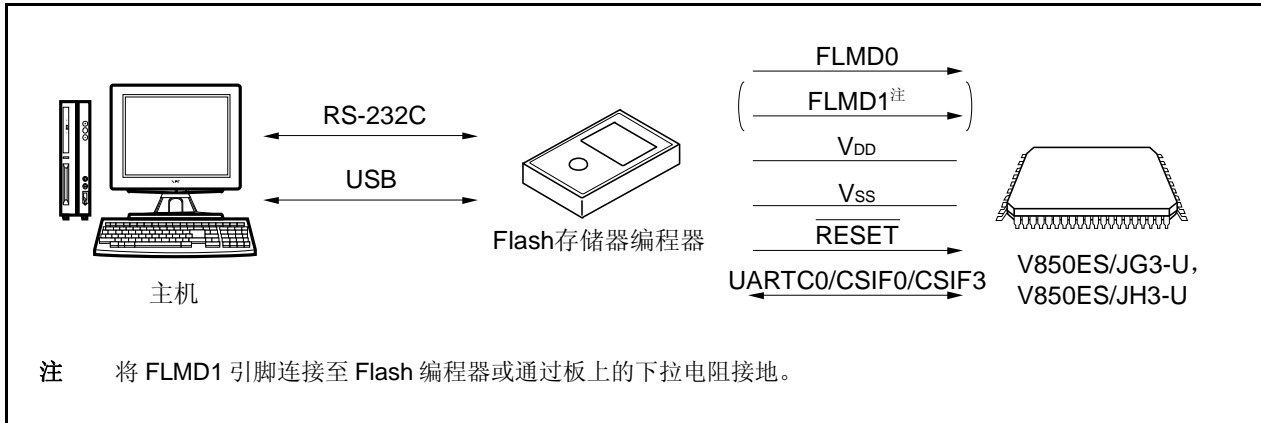 FLMD0
FLMD1注
RS-232C
VDD
USB
VSS
Flash存储器编程器
RESET
UARTC0/CSIF0/CSIF3
V850ES/JG3-U，
V850ES/JH3-U
主机
注 将 FLMD1 引脚连接至 Flash 编程器或通过板上的下拉电阻接地。